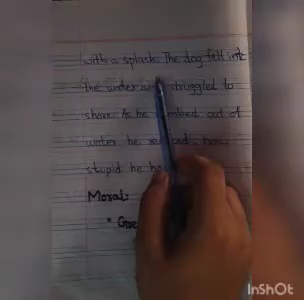 with a splash. The dog fell into
the water and struggled to
shore. As he out of
water he how
stupid he
Moral:
InShOt